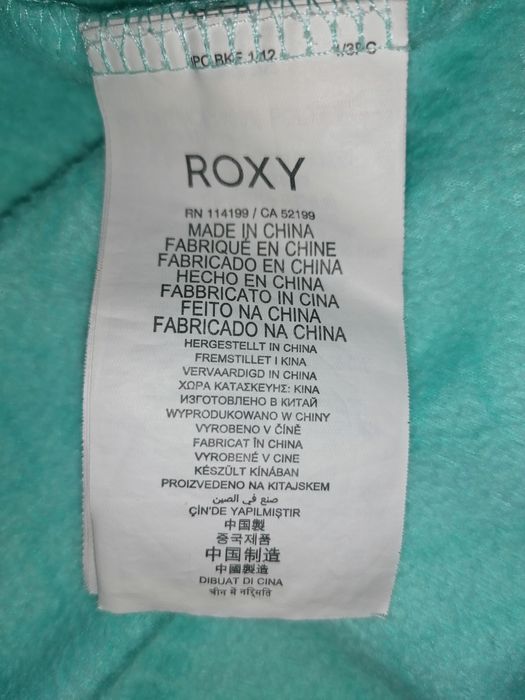 ROXY
RN 114199 / CA 52199
MADE IN CHINA
FABRIQUÉ EN CHINE
FABRICADO EN CHINA
HECHO EN CHINA
FABBRICATO IN CINA
FEITO NA CHINA
FABRICADO NA CHINA
HERGESTELLT IN CHINA
FREMSTILLET I KINA
VERVAARDIGD IN CHINA
ΧΩΡΑ ΚΑΤΑΣΚΕΥΗΣ: ΚΙΝΑ
ИЗГОТОВЛЕНО В КИТАЙ
WYPRODUKOWANO W CHINY
VYROBENO V ČÍNĚ
FABRICAT ÎN CHINA
VYROBENÉ V CINE
KÉSZÜLT KÍNÁBAN
PROIZVEDENO NA KITAJSKEM
صنع في الصين
ÇİN'DE YAPILMIŞTIR
中国製
중국제품
中国制造
中國製造
DIBUAT DI CINA
चीन में नर्मिति